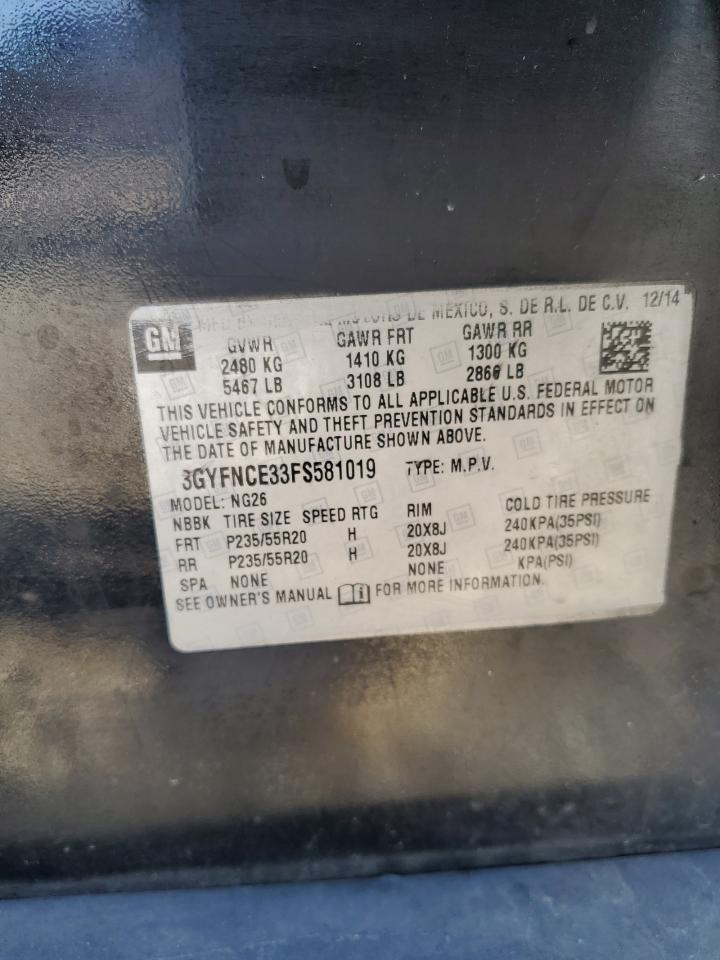 GM
MOTORS DE MEXICO, S. DE R.L. DE C.V. 12/14
GVWR GAWR FRT GAWR RR
2480 KG 1410 KG 1300 KG
5467 LB 3108 LB 2866 LB
THIS VEHICLE CONFORMS TO ALL APPLICABLE U.S. FEDERAL MOTOR
VEHICLE SAFETY AND THEFT PREVENTION STANDARDS IN EFFECT ON
THE DATE OF MANUFACTURE SHOWN ABOVE.
3GYFNCE33FS581019 TYPE: M.P.V.
MODEL: NG26
NBBK TIRE SIZE SPEED RTG RIM COLD TIRE PRESSURE
FRT P235/55R20 H 20X8J 240KPA(35PSI)
RR P235/55R20 H 20X8J 240KPA(35PSI)
SPA NONE NONE KPA(PSI)
SEE OWNER'S MANUAL FOR MORE INFORMATION.